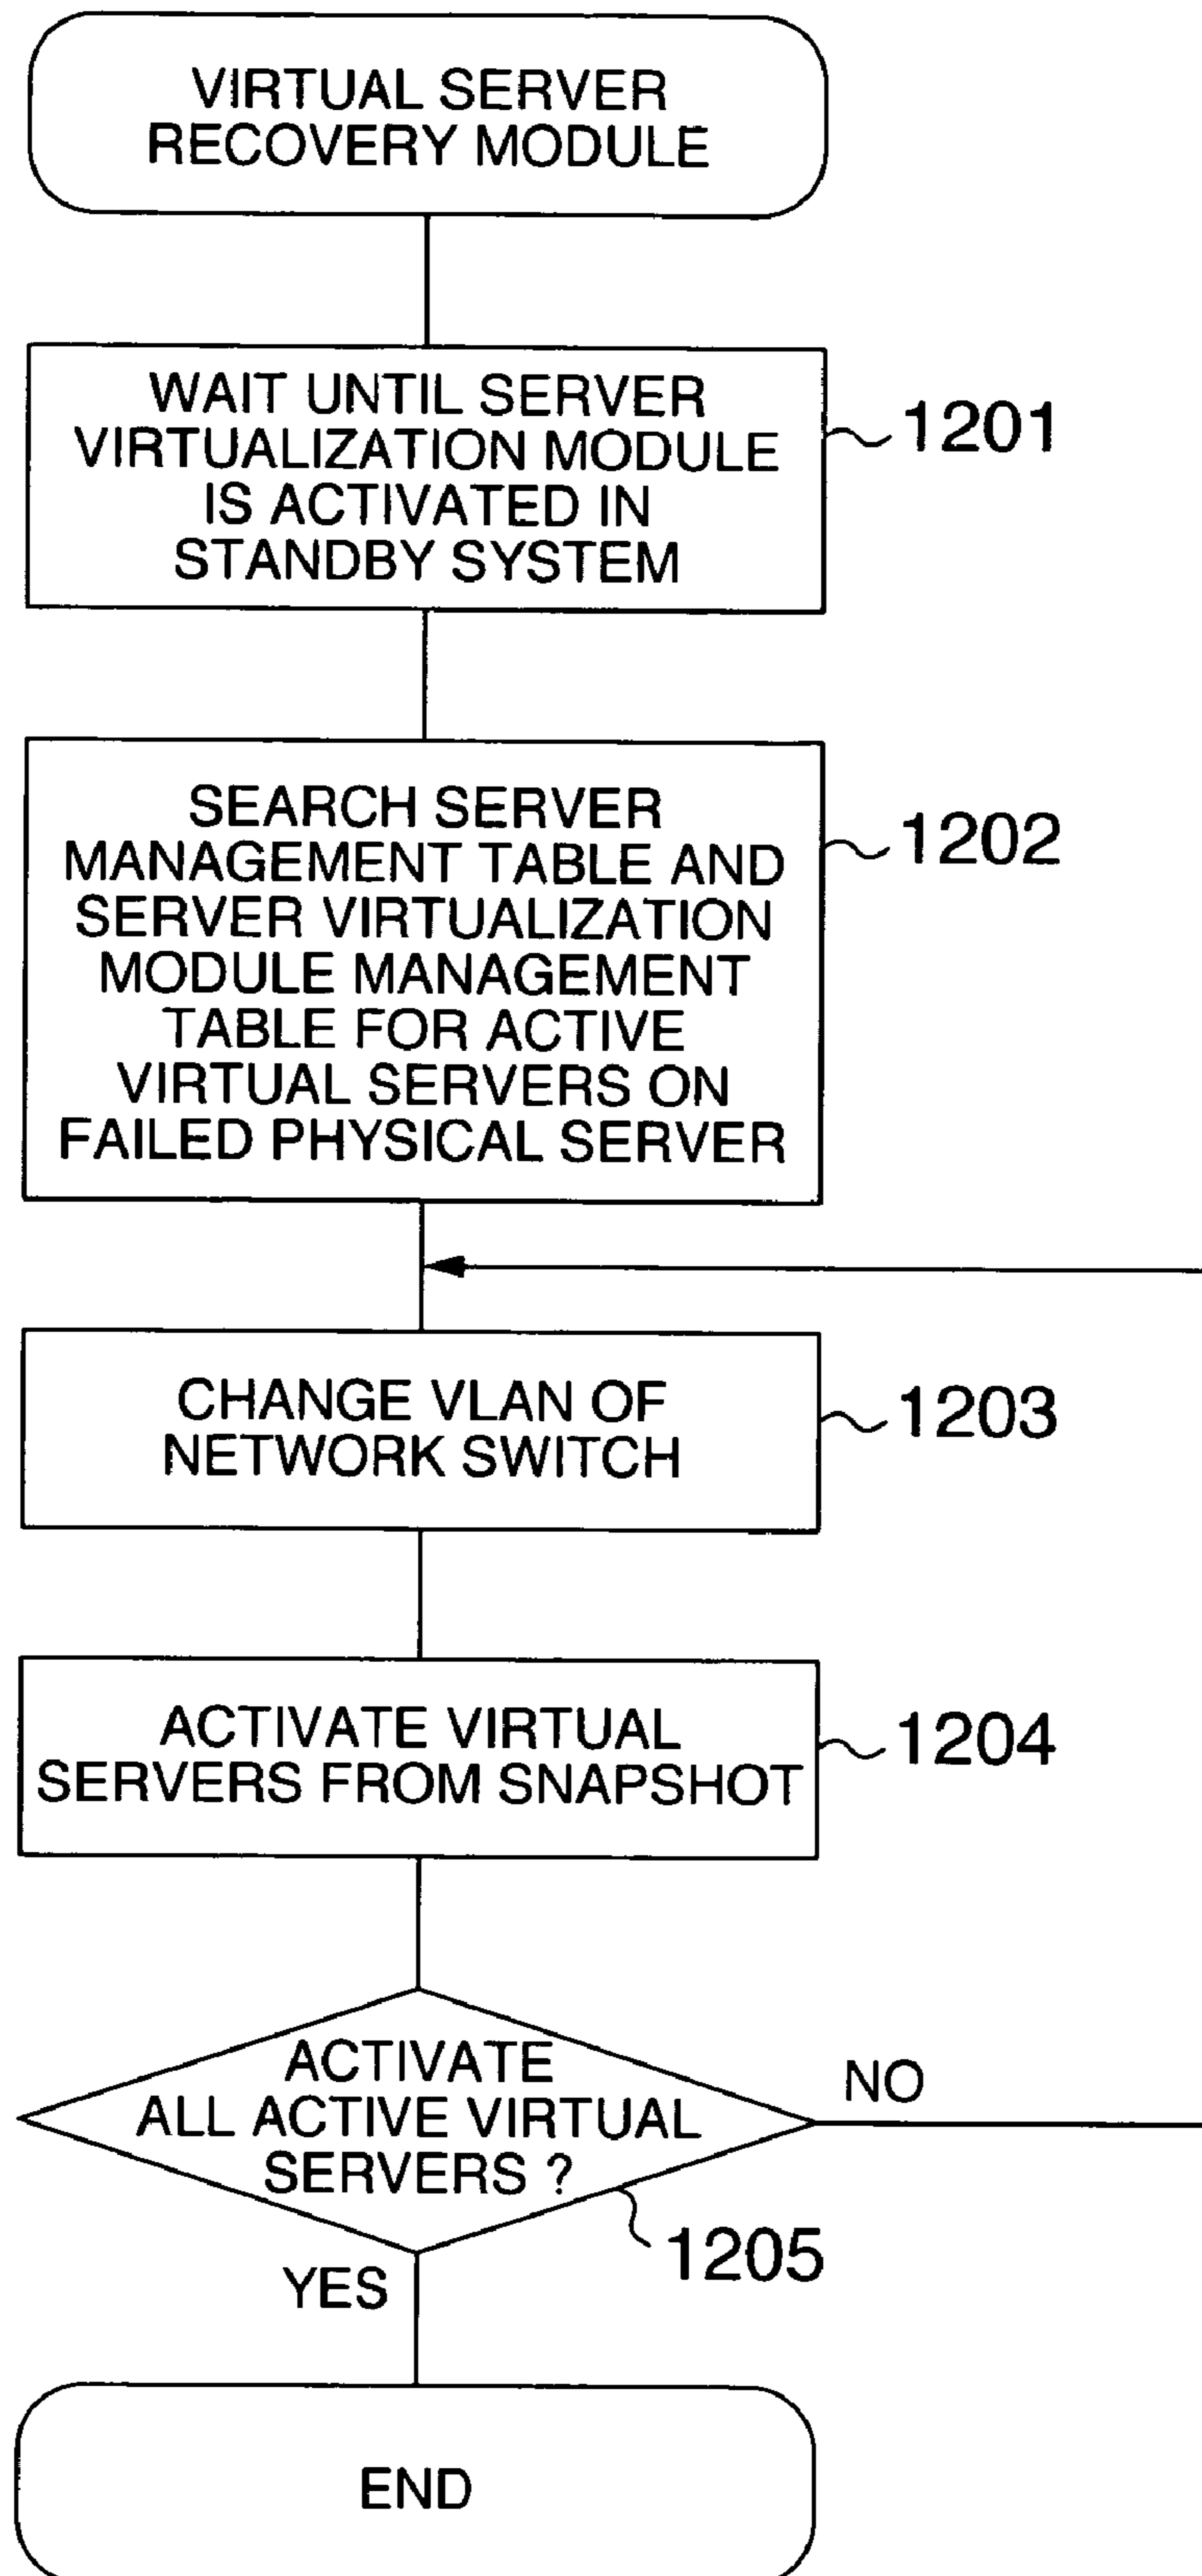 VIRTUAL SERVER
RECOVERY MODULE
WAIT UNTIL SERVER
VIRTUALIZATION MODULE
IS ACTIVATED IN
STANDBY SYSTEM
1201
SEARCH SERVER
MANAGEMENT TABLE AND
SERVER VIRTUALIZATION
MODULE MANAGEMENT
TABLE FOR ACTIVE
VIRTUAL SERVERS ON
FAILED PHYSICAL SERVER
1202
CHANGE VLAN OF
NETWORK SWITCH
1203
ACTIVATE VIRTUAL
SERVERS FROM SNAPSHOT
1204
ACTIVATE
ALL ACTIVE VIRTUAL
SERVERS ?
NO
1205
YES
END